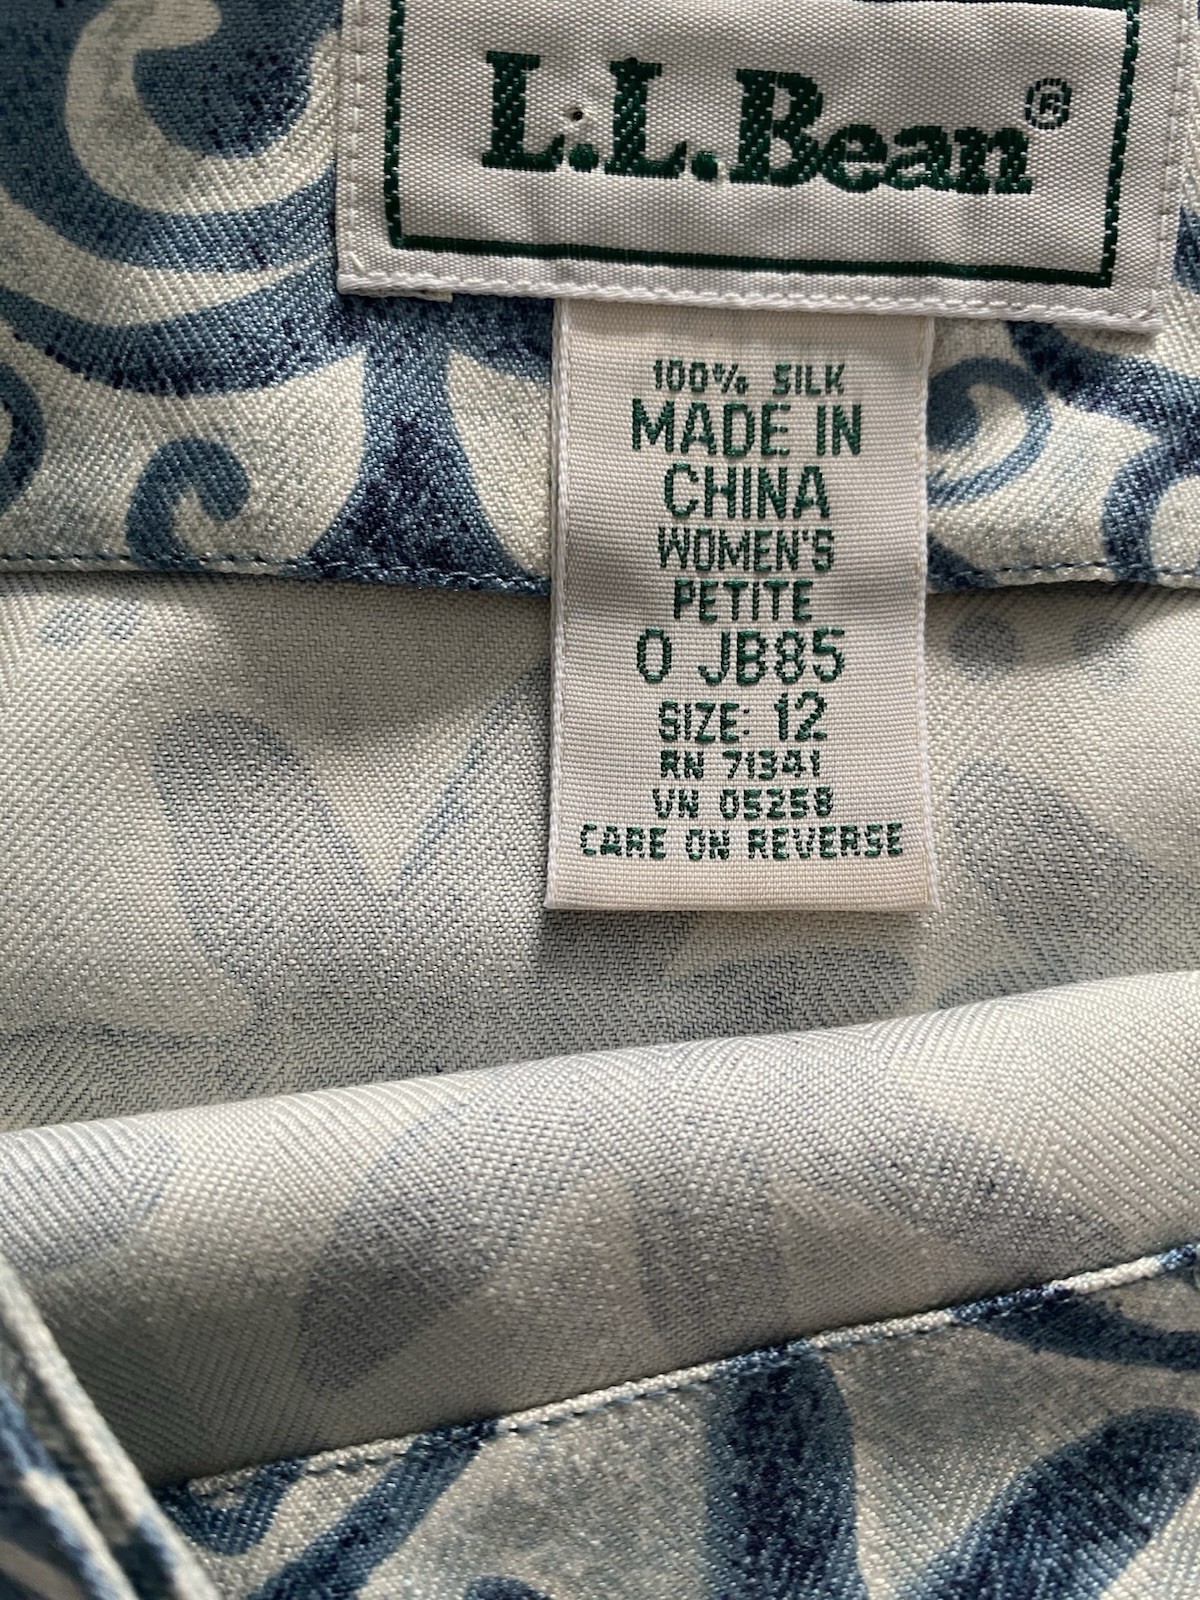 L.L.Bean®
100% SILK
MADE IN
CHINA
WOMEN'S
PETITE
0 JB85
SIZE: 12
RN 71341
VN 05258
CARE ON REVERSE